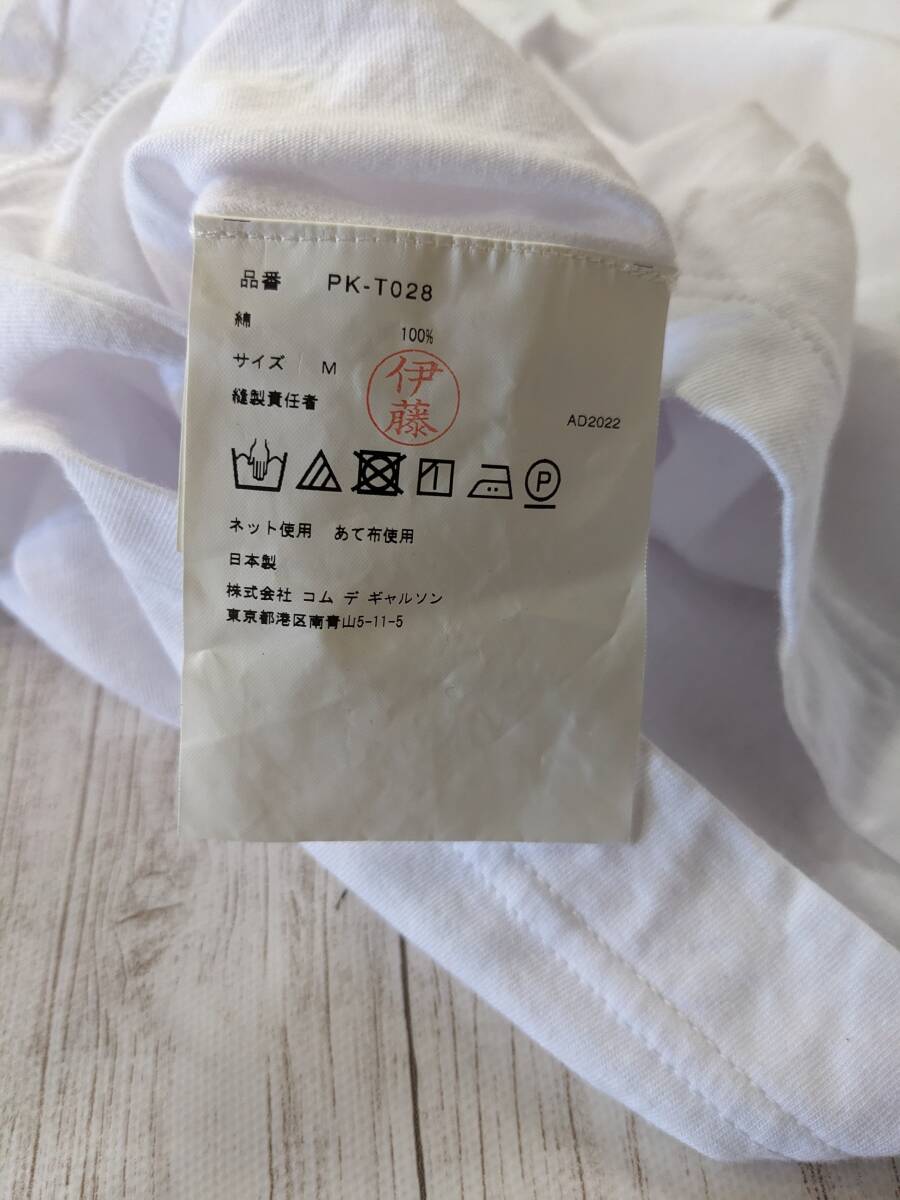 品番 PK-T028
綿 100%
サイズ M
伊藤
縫製責任者
AD2022
P
ネット使用 あて布使用
日本製
株式会社 コム デ ギャルソン
東京都港区南青山5-11-5